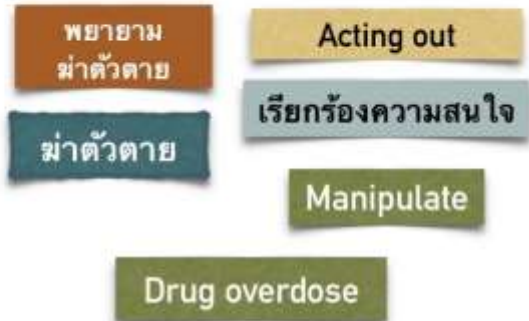 พยายาม
ฆ่าตัวตาย
Acting out
เรียกร้องความสนใจ
ฆ่าตัวตาย
Manipulate
Drug overdose